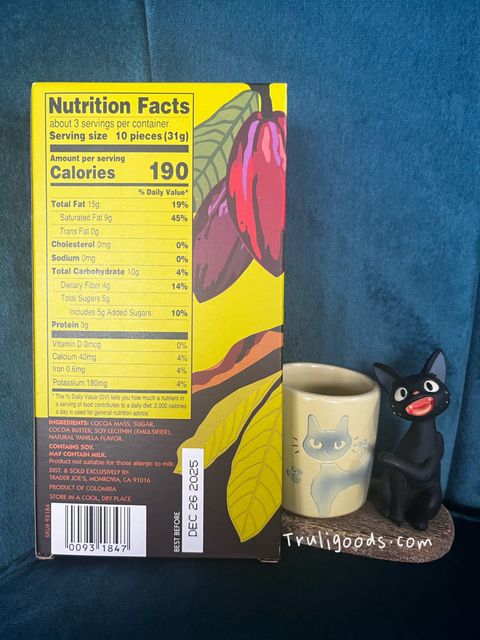 Nutrition Facts
about 3 servings per container
Serving size 10 pieces (31g)
Amount per serving
Calories 190
% Daily Value*
Total Fat 15g 19%
Saturated Fat 9g 45%
Trans Fat 0g
Cholesterol 0mg 0%
Sodium 0mg 0%
Total Carbohydrate 10g 4%
Dietary Fiber 4g 14%
Total Sugars 5g
Includes 5g Added Sugars 10%
Protein 3g
Vitamin D 0mcg 0%
Calcium 40mg 4%
Iron 0.6mg 4%
Potassium 180mg 4%
* The % Daily Value (DV) tells you how much a nutrient in
a serving of food contributes to a daily diet. 2,000 calories
a day is used for general nutrition advice.
INGREDIENTS: COCOA MASS, SUGAR,
COCOA BUTTER, SOY LECITHIN (EMULSIFIER),
NATURAL VANILLA FLAVOR.
CONTAINS SOY.
MAY CONTAIN MILK.
Product not suitable for those allergic to milk.
DIST. & SOLD EXCLUSIVELY BY:
TRADER JOE'S, MONROVIA, CA 91016
PRODUCT OF COLOMBIA
STORE IN A COOL, DRY PLACE
SKU# 93184
0093 1847
BEST BEFORE
DEC 26 2025
Truligoods.com